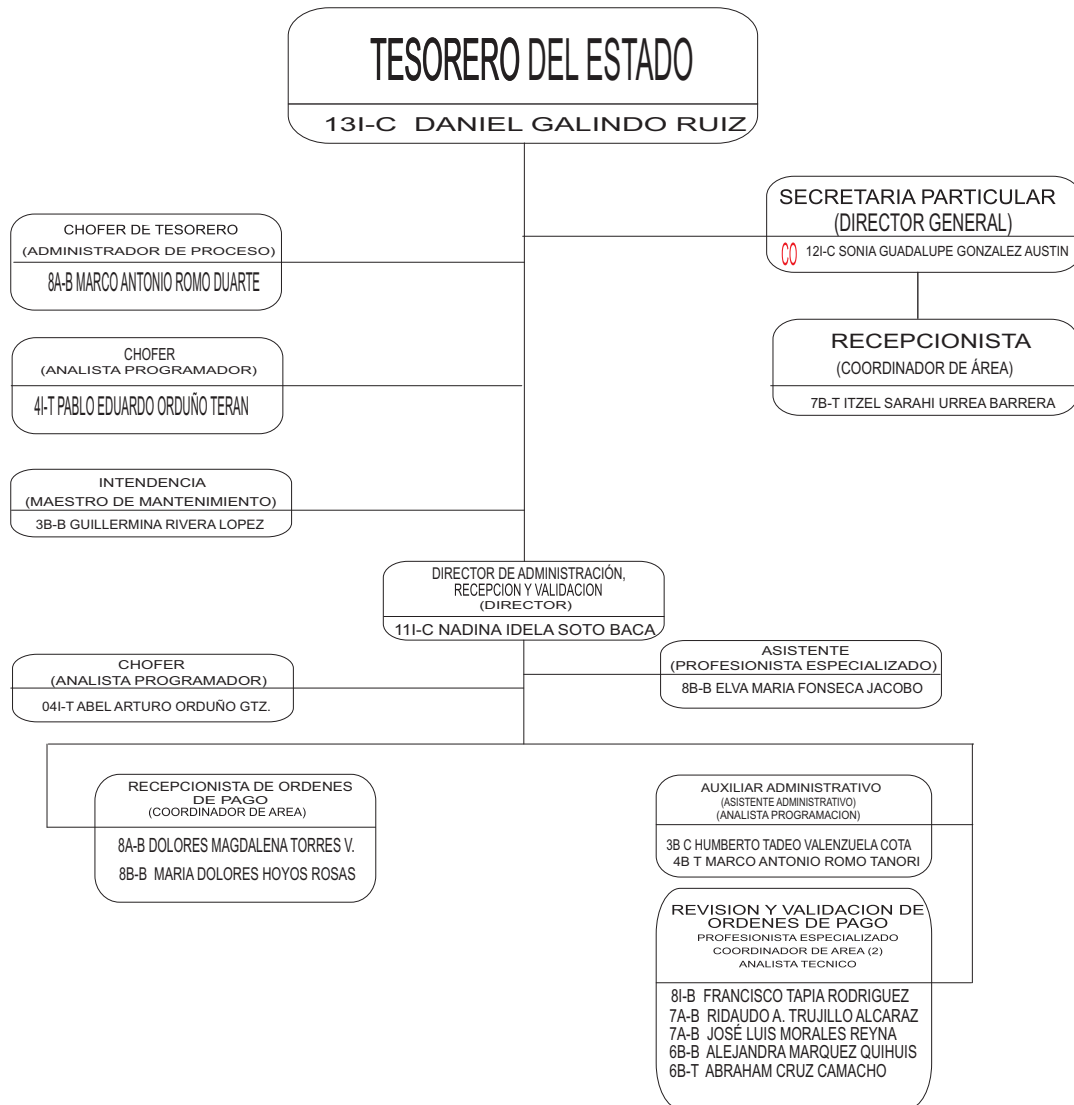 TESORERO DEL ESTADO
13I-C DANIEL GALINDO RUIZ
SECRETARIA PARTICULAR
(DIRECTOR GENERAL)
CO 12I-C SONIA GUADALUPE GONZALEZ AUSTIN
CHOFER DE TESORERO
(ADMINISTRADOR DE PROCESO)
8A-B MARCO ANTONIO ROMO DUARTE
RECEPCIONISTA
(COORDINADOR DE ÁREA)
7B-T ITZEL SARAHI URREA BARRERA
CHOFER
(ANALISTA PROGRAMADOR)
4I-T PABLO EDUARDO ORDUÑO TERAN
INTENDENCIA
(MAESTRO DE MANTENIMIENTO)
3B-B GUILLERMINA RIVERA LOPEZ
DIRECTOR DE ADMINISTRACIÓN,
RECEPCION Y VALIDACION
(DIRECTOR)
11I-C NADINA IDELA SOTO BACA
CHOFER
(ANALISTA PROGRAMADOR)
04I-T ABEL ARTURO ORDUÑO GTZ.
ASISTENTE
(PROFESIONISTA ESPECIALIZADO)
8B-B ELVA MARIA FONSECA JACOBO
RECEPCIONISTA DE ORDENES
DE PAGO
(COORDINADOR DE AREA)
8A-B DOLORES MAGDALENA TORRES V.
8B-B MARIA DOLORES HOYOS ROSAS
AUXILIAR ADMINISTRATIVO
(ASISTENTE ADMINISTRATIVO)
(ANALISTA PROGRAMACION)
3B C HUMBERTO TADEO VALENZUELA COTA
4B T MARCO ANTONIO ROMO TANORI
REVISION Y VALIDACION DE
ORDENES DE PAGO
PROFESIONISTA ESPECIALIZADO
COORDINADOR DE AREA (2)
ANALISTA TECNICO
8I-B FRANCISCO TAPIA RODRIGUEZ
7A-B RIDAUDO A. TRUJILLO ALCARAZ
7A-B JOSÉ LUIS MORALES REYNA
6B-B ALEJANDRA MARQUEZ QUIHUIS
6B-T ABRAHAM CRUZ CAMACHO